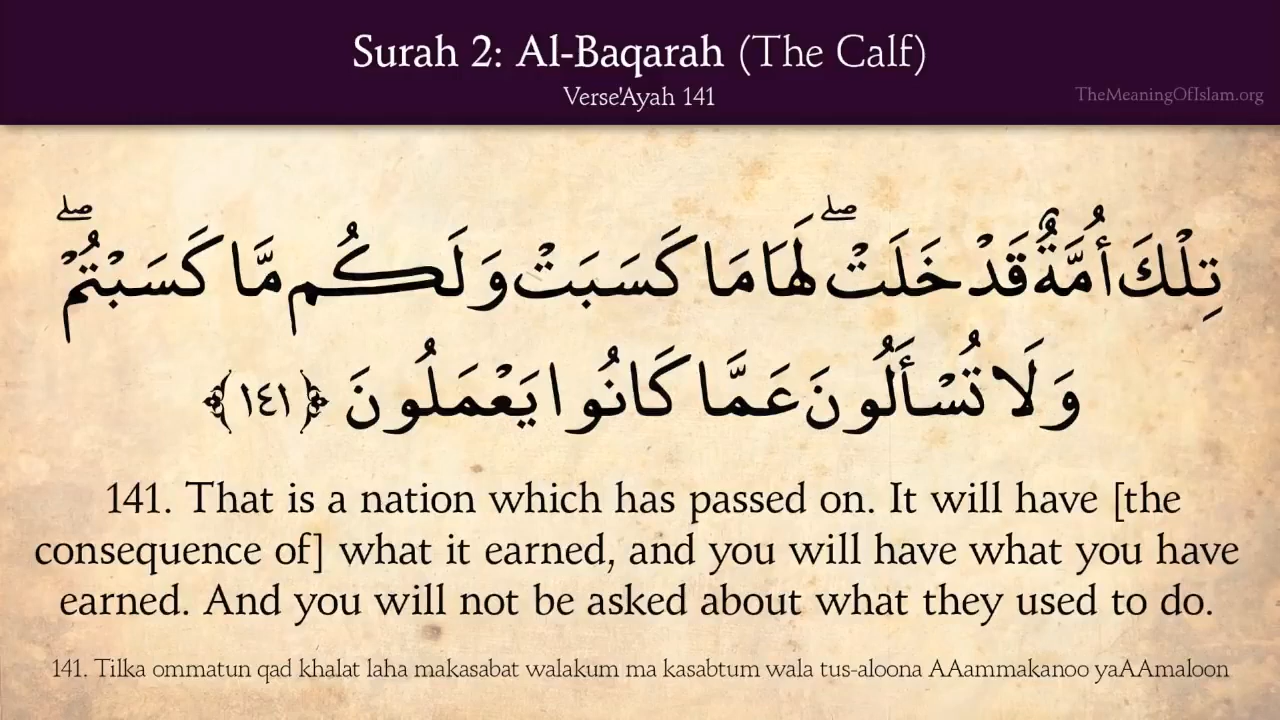 Surah 2: Al-Baqarah (The Calf)
Verse'Ayah 141
TheMeaningOfIslam.org
تِلْكَ أُمَّةٌ قَدْ خَلَتْ ۖ لَهَا مَا كَسَبَتْ وَلَكُم مَّا كَسَبْتُمْ ۖ
وَلَا تُسْأَلُونَ عَمَّا كَانُوا يَعْمَلُونَ ﴿١٤١﴾
141. That is a nation which has passed on. It will have [the
consequence of] what it earned, and you will have what you have
earned. And you will not be asked about what they used to do.
141. Tilka ommatun qad khalat laha makasabat walakum ma kasabtum wala tus-aloona AAammakanoo yaAAmaloon